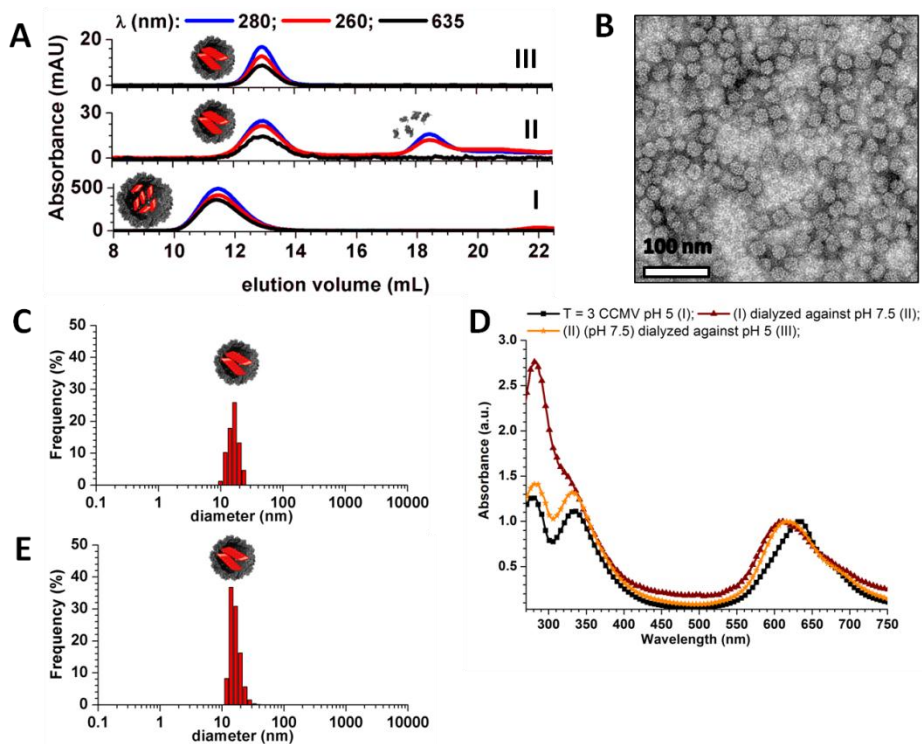 A
λ (nm): 280; 260; 635
B
20
0
III
30
0
II
500
0
I
8 10 12 14 16 18 20 22
Absorbance (mAU)
elution volume (mL)
100 nm
C
50
40
30
20
10
0
Frequency (%)
0.1 1 10 100 1000 10000
diameter (nm)
D
T = 3 CCMV pH 5 (I); (I) dialyzed against pH 7.5 (II);
(II) (pH 7.5) dialyzed against pH 5 (III);
3.0
2.5
2.0
1.5
1.0
0.5
Absorbance (a.u.)
300 350 400 450 500 550 600 650 700 750
Wavelength (nm)
E
50
40
30
20
10
0
Frequency (%)
0.1 1 10 100 1000 10000
diameter (nm)